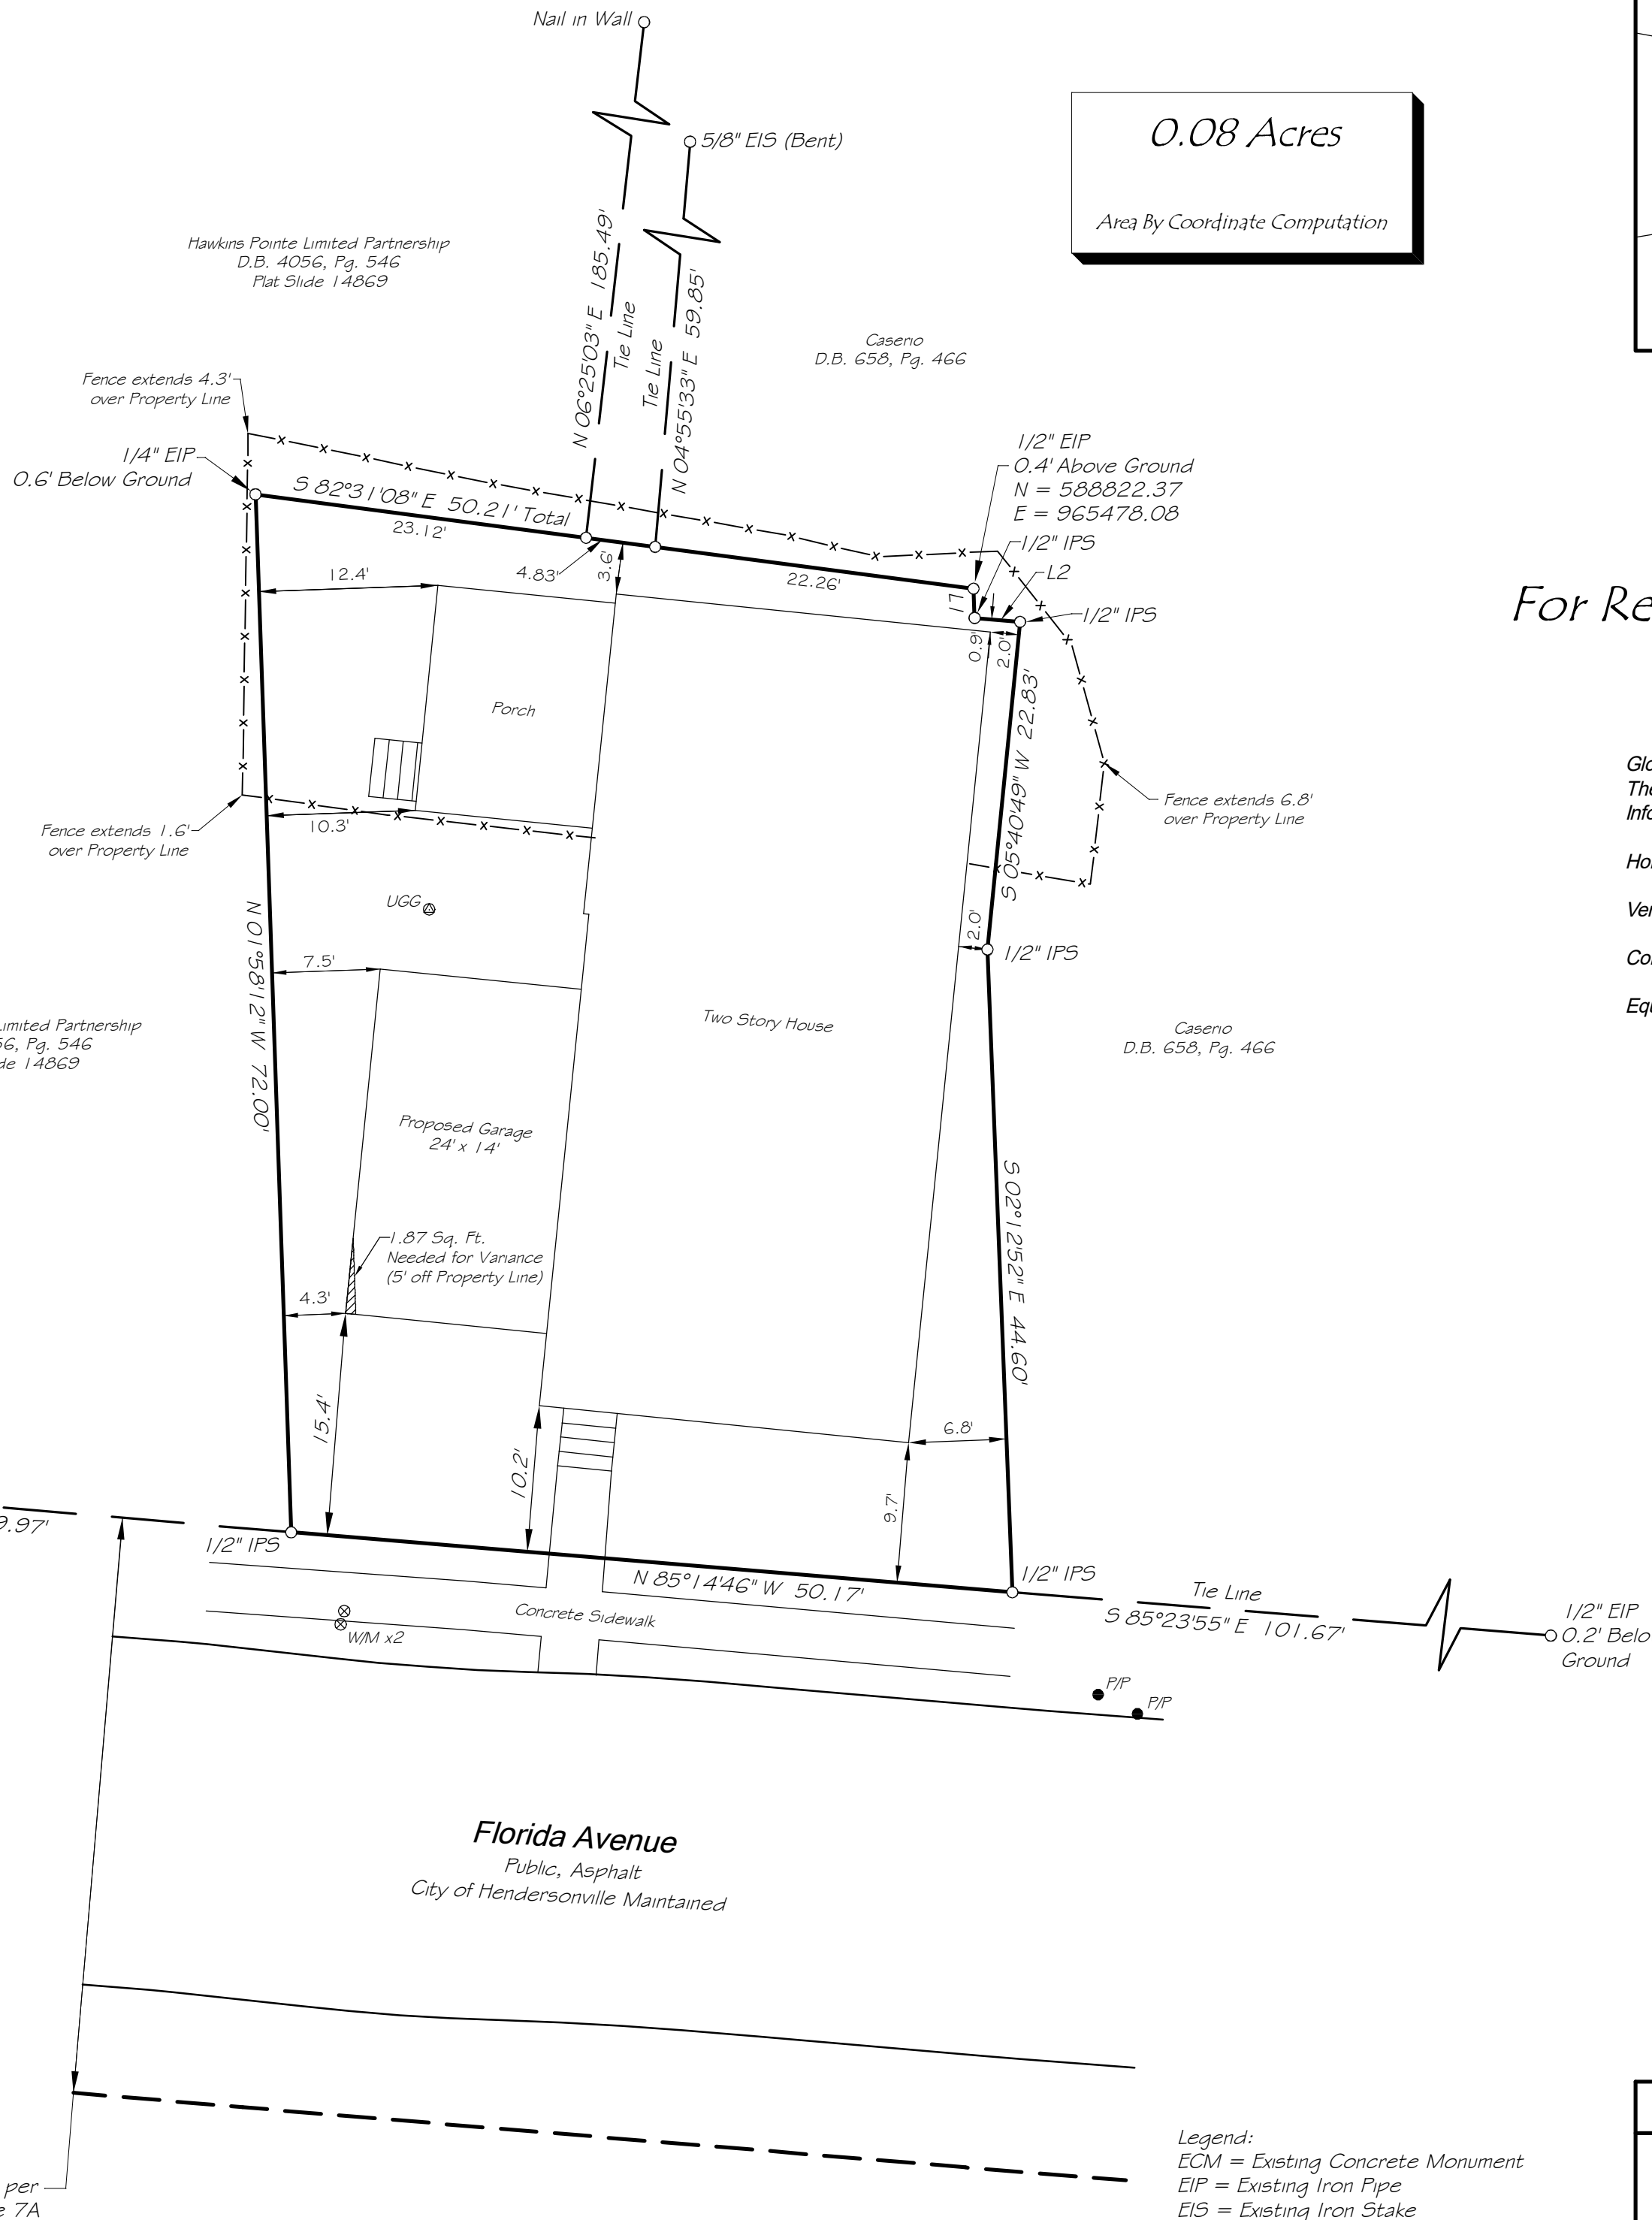 Nail in Wall
5/8" EIS (Bent)
0.08 Acres
Area By Coordinate Computation
Hawkins Pointe Limited Partnership
D.B. 4056, Pg. 546
Plat Slide 14869
N 06°25'03" E 185.49'
Tie Line
Tie Line
N 04°55'33" E 59.85'
Caserio
D.B. 658, Pg. 466
Fence extends 4.3'
over Property Line
1/4" EIP
0.6' Below Ground
S 82°31'08" E 50.21' Total
23.12'
4.83'
3.6'
22.26'
1/2" EIP
0.4' Above Ground
N = 588822.37
E = 965478.08
1/2" IPS
L2
L1
1/2" IPS
12.4'
0.9'
2.0'
For Re
Porch
S 05°40'49" W 22.83'
Fence extends 6.8'
over Property Line
Fence extends 1.6'
over Property Line
10.3'
UGG
N 01°58'12" W 72.00'
7.5'
2.0'
1/2" IPS
Two Story House
imited Partnership
56, Pg. 546
de 14869
Caserio
D.B. 658, Pg. 466
Proposed Garage
24' x 14'
1.87 Sq. Ft.
Needed for Variance
(5' off Property Line)
4.3'
S 02°12'52" E 44.60'
15.4'
10.2'
6.8'
9.7'
9.97'
1/2" IPS
N 85°14'46" W 50.17'
1/2" IPS
Tie Line
S 85°23'55" E 101.67'
1/2" EIP
0.2' Belo
Ground
Concrete Sidewalk
W/M x2
P/P
P/P
Florida Avenue
Public, Asphalt
City of Hendersonville Maintained
Legend:
ECM = Existing Concrete Monument
EIP = Existing Iron Pipe
EIS = Existing Iron Stake
per
e 7A
Glo
The
Info
Ho
Ver
Co
Equ